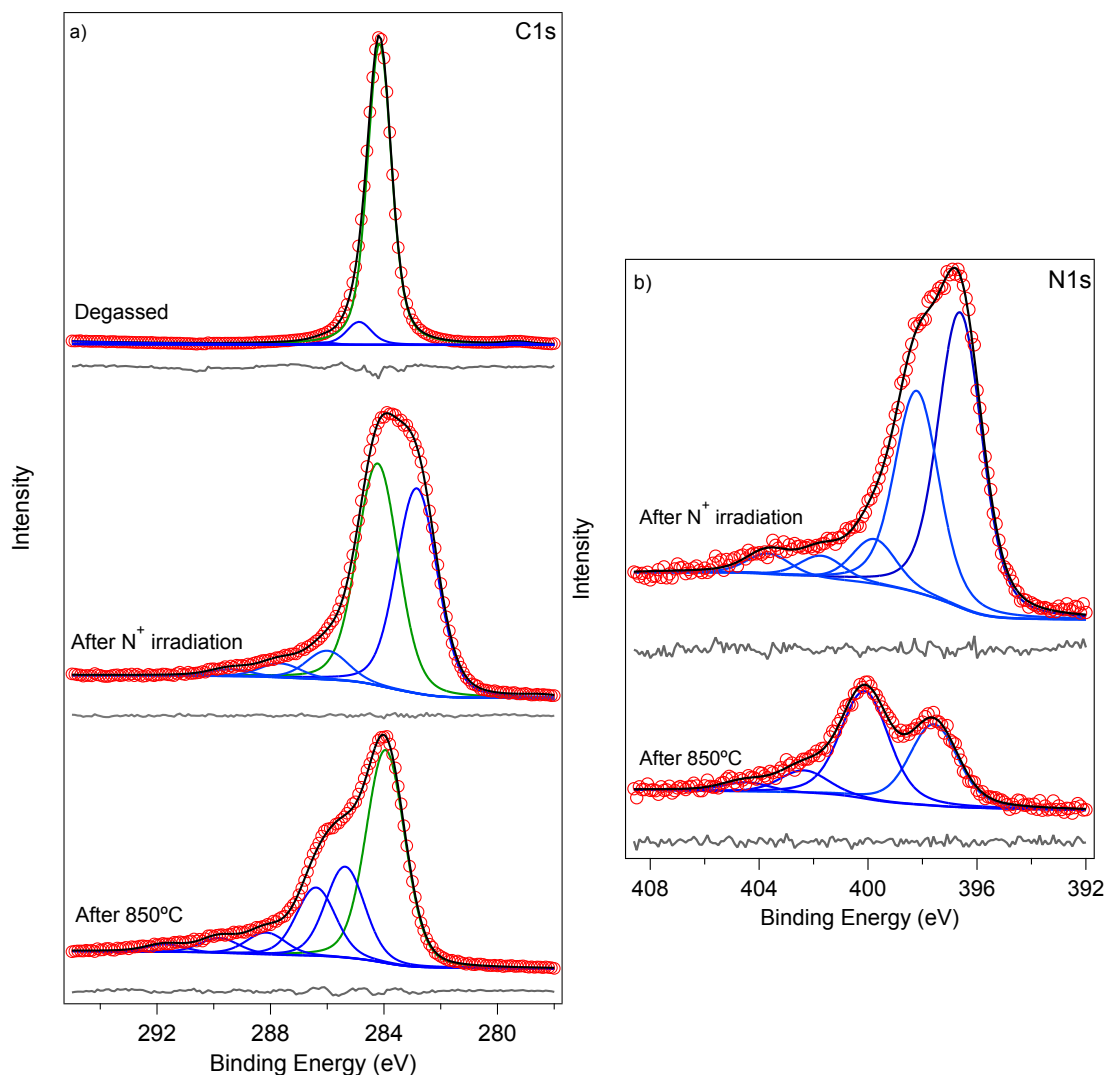 a)
C1s
Degassed
After N+ irradiation
After 850ºC
Intensity
292
288
284
280
Binding Energy (eV)
b)
N1s
After N+ irradiation
After 850ºC
Intensity
408
404
400
396
392
Binding Energy (eV)